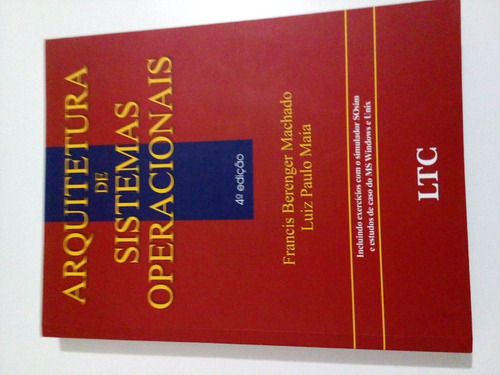 ARQUITETURA
DE
SISTEMAS
OPERACIONAIS
4ª edição
Francis Berenger Machado
Luiz Paulo Maia
Incluindo exercícios com o simulador SOsim
e estudos de caso do MS Windows e Unix
LTC